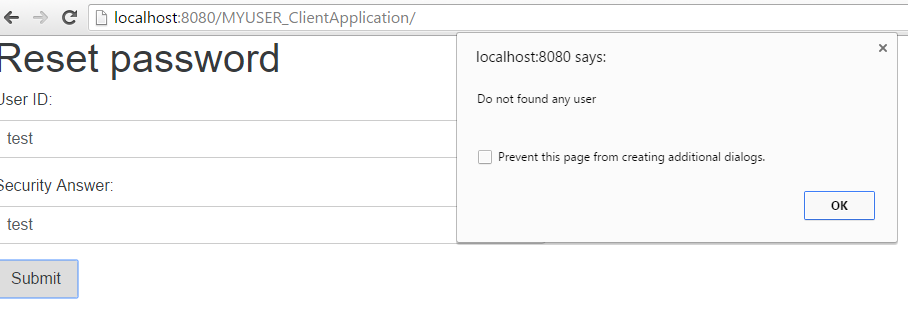 localhost:8080/MYUSER_ClientApplication/
Reset password
User ID:
test
Security Answer:
test
Submit
localhost:8080 says:
Do not found any user
Prevent this page from creating additional dialogs.
OK